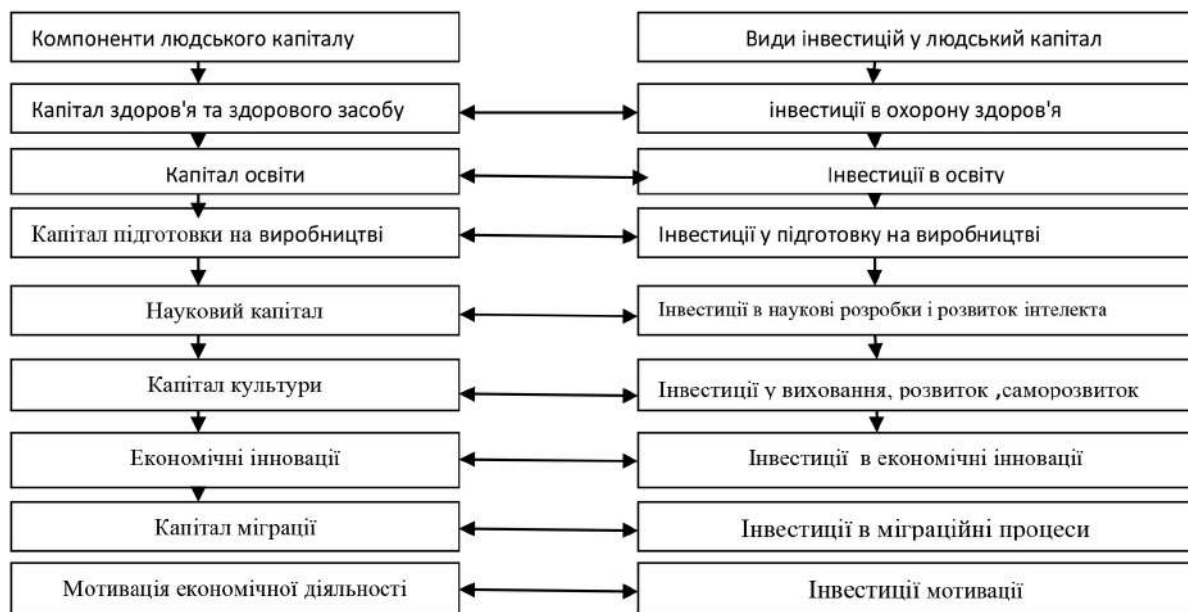 Компоненти людського капіталу
Види інвестицій у людський капітал
Капітал здоров'я та здорового засобу
інвестиції в охорону здоров'я
Капітал освіти
Інвестиції в освіту
Капітал підготовки на виробництві
Інвестиції у підготовку на виробництві
Науковий капітал
Інвестиції в наукові розробки і розвиток інтелекта
Капітал культури
Інвестиції у виховання, розвиток ,саморозвиток
Економічні інновації
Інвестиції в економічні інновації
Капітал міграції
Інвестиції в міграційні процеси
Мотивація економічної діяльності
Інвестиції мотивації